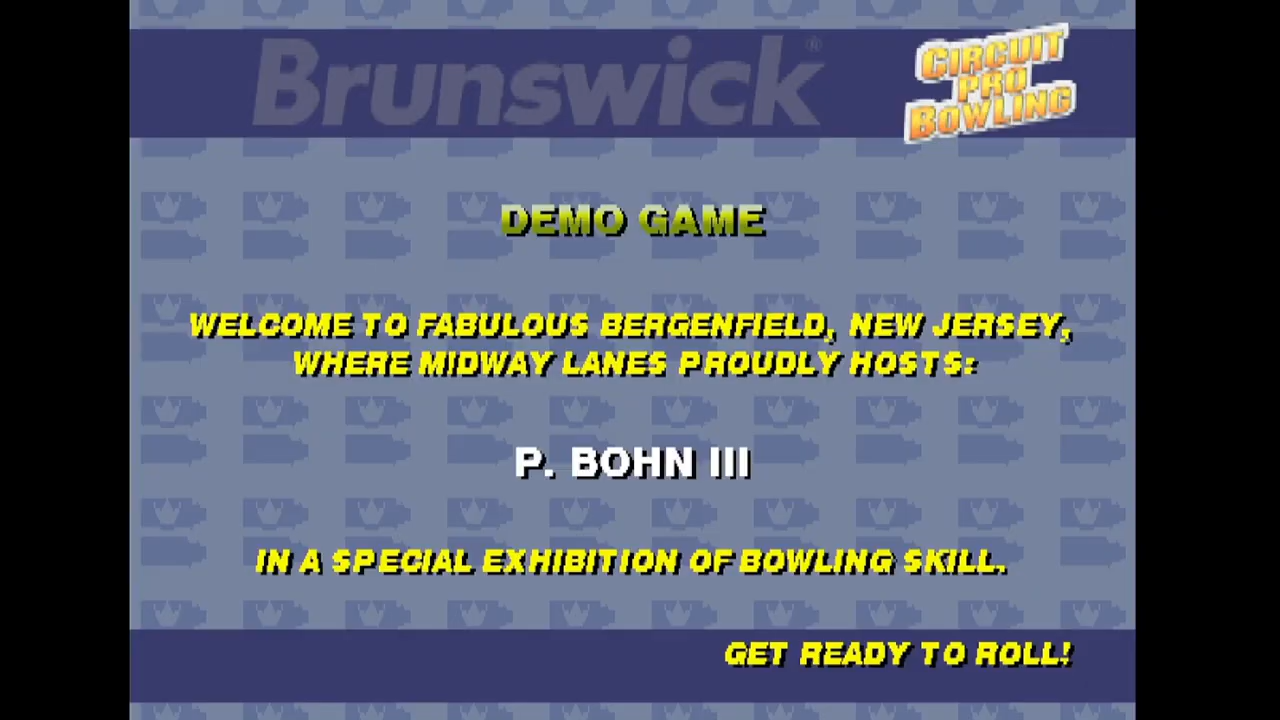 Brunswick®
CIRCUIT
PRO
BOWLING
DEMO GAME
WELCOME TO FABULOUS BERGENFIELD, NEW JERSEY,
WHERE MIDWAY LANES PROUDLY HOSTS:
P. BOHN III
IN A SPECIAL EXHIBITION OF BOWLING SKILL.
GET READY TO ROLL!